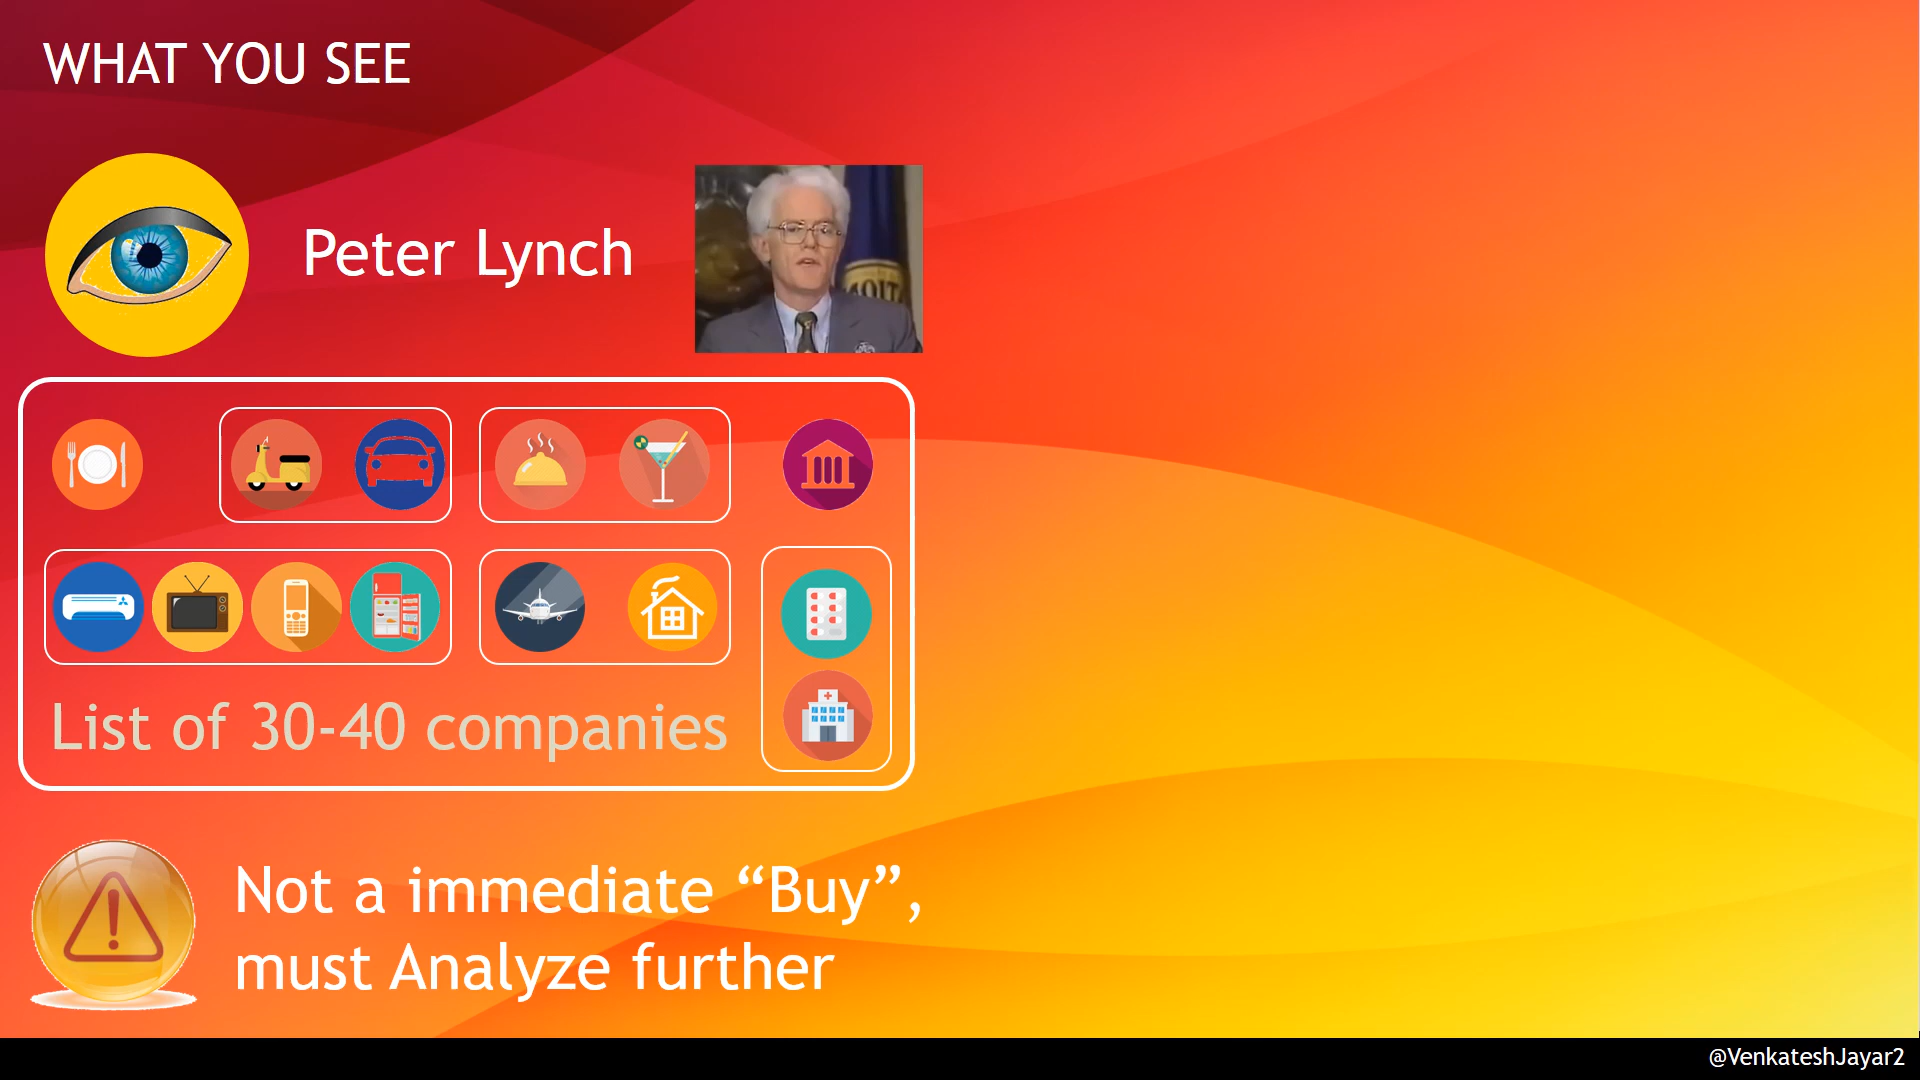 WHAT YOU SEE
Peter Lynch
List of 30-40 companies
Not a immediate “Buy”,
must Analyze further
@VenkateshJayar2